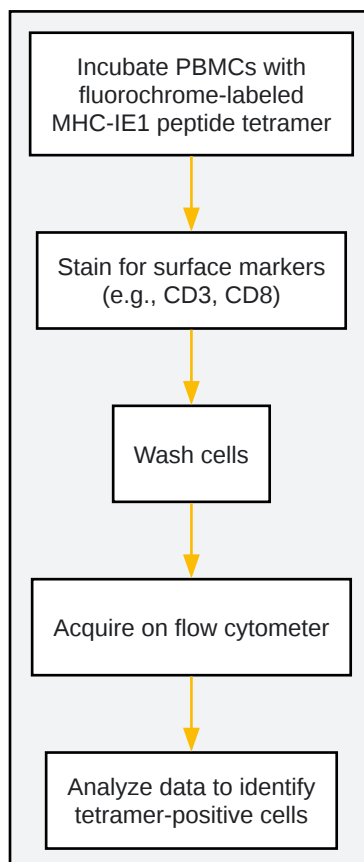 Incubate PBMCs with
fluorochrome-labeled
MHC-IE1 peptide tetramer
Stain for surface markers
(e.g., CD3, CD8)
Wash cells
Acquire on flow cytometer
Analyze data to identify
tetramer-positive cells